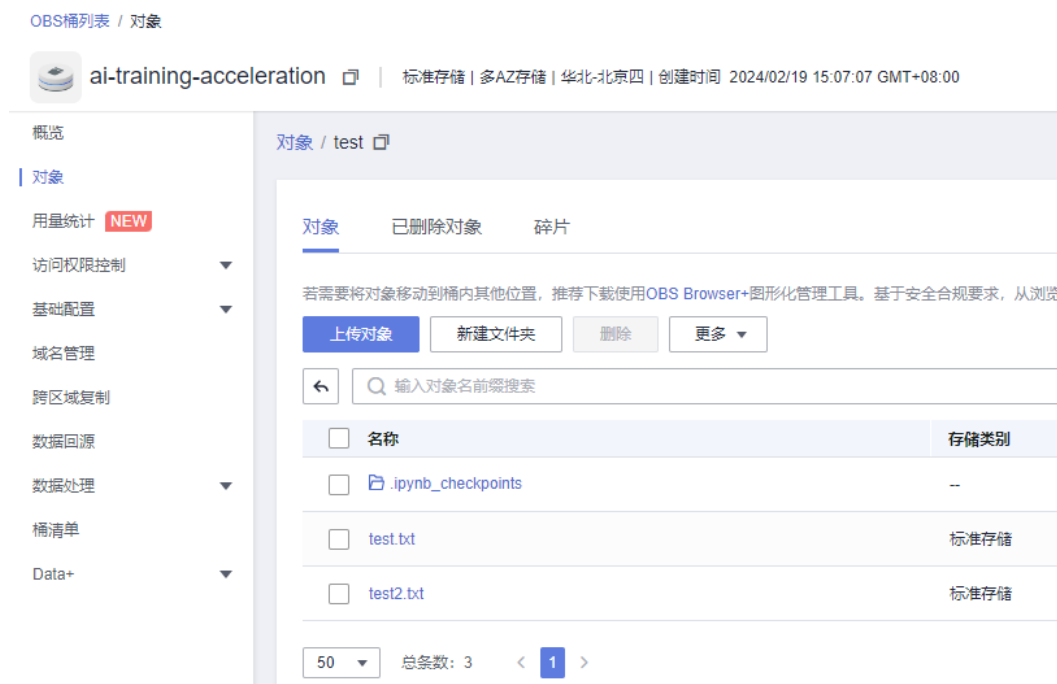 OBS桶列表 / 对象
ai-training-acceleration | 标准存储 | 多AZ存储 | 华北-北京四 | 创建时间 2024/02/19 15:07:07 GMT+08:00
概览
对象
用量统计 NEW
访问权限控制
基础配置
域名管理
跨区域复制
数据回源
数据处理
桶清单
Data+
对象 / test
对象 已删除对象 碎片
若需要将对象移动到桶内其他位置，推荐下载使用OBS Browser+图形化管理工具。基于安全合规要求，从浏览
上传对象 新建文件夹 删除 更多
输入对象名前缀搜索
名称 存储类别
.ipynb_checkpoints --
test.txt 标准存储
test2.txt 标准存储
50 总条数：3 < 1 >